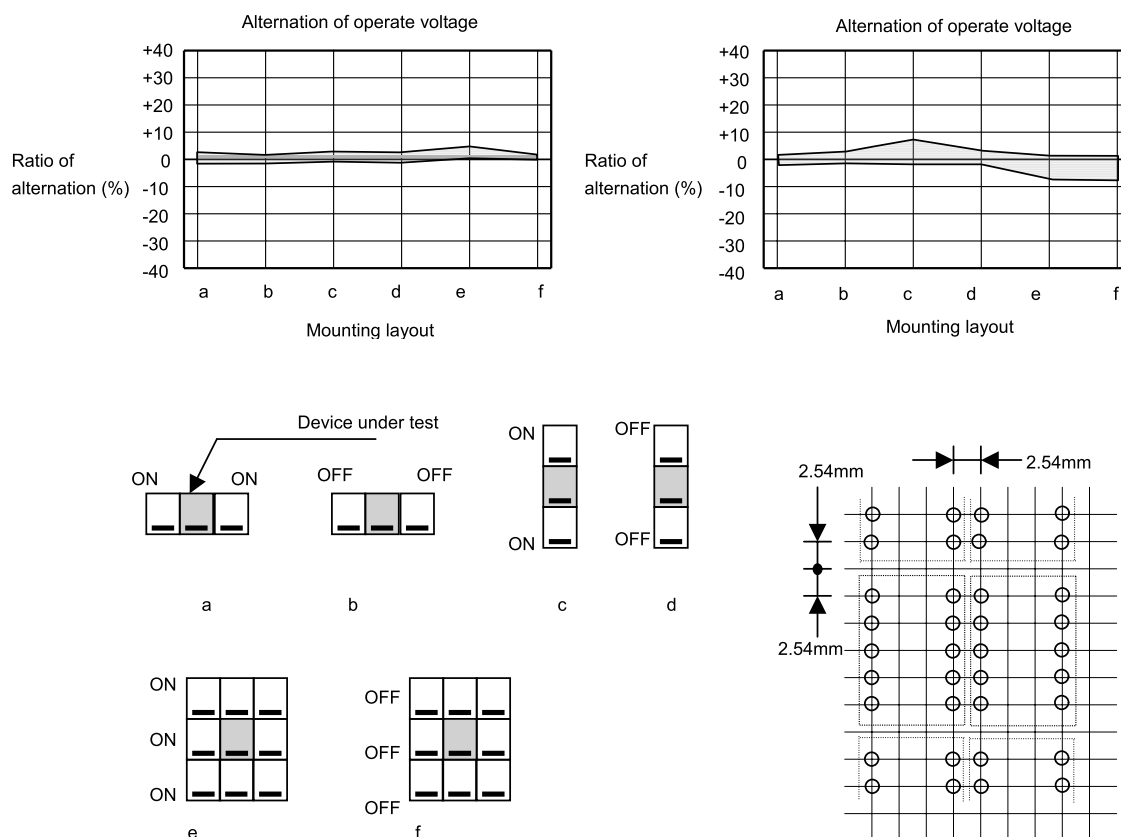 Alternation of operate voltage
+40
+30
+20
+10
0
-10
-20
-30
-40
Ratio of
alternation (%)
a b c d e f
Mounting layout
Alternation of operate voltage
+40
+30
+20
+10
0
-10
-20
-30
-40
Ratio of
alternation (%)
a b c d e f
Mounting layout
Device under test
ON ON
a
OFF OFF
b
ON
ON
c
OFF
OFF
d
ON
ON
ON
e
OFF
OFF
OFF
f
2.54mm
2.54mm
2.54mm